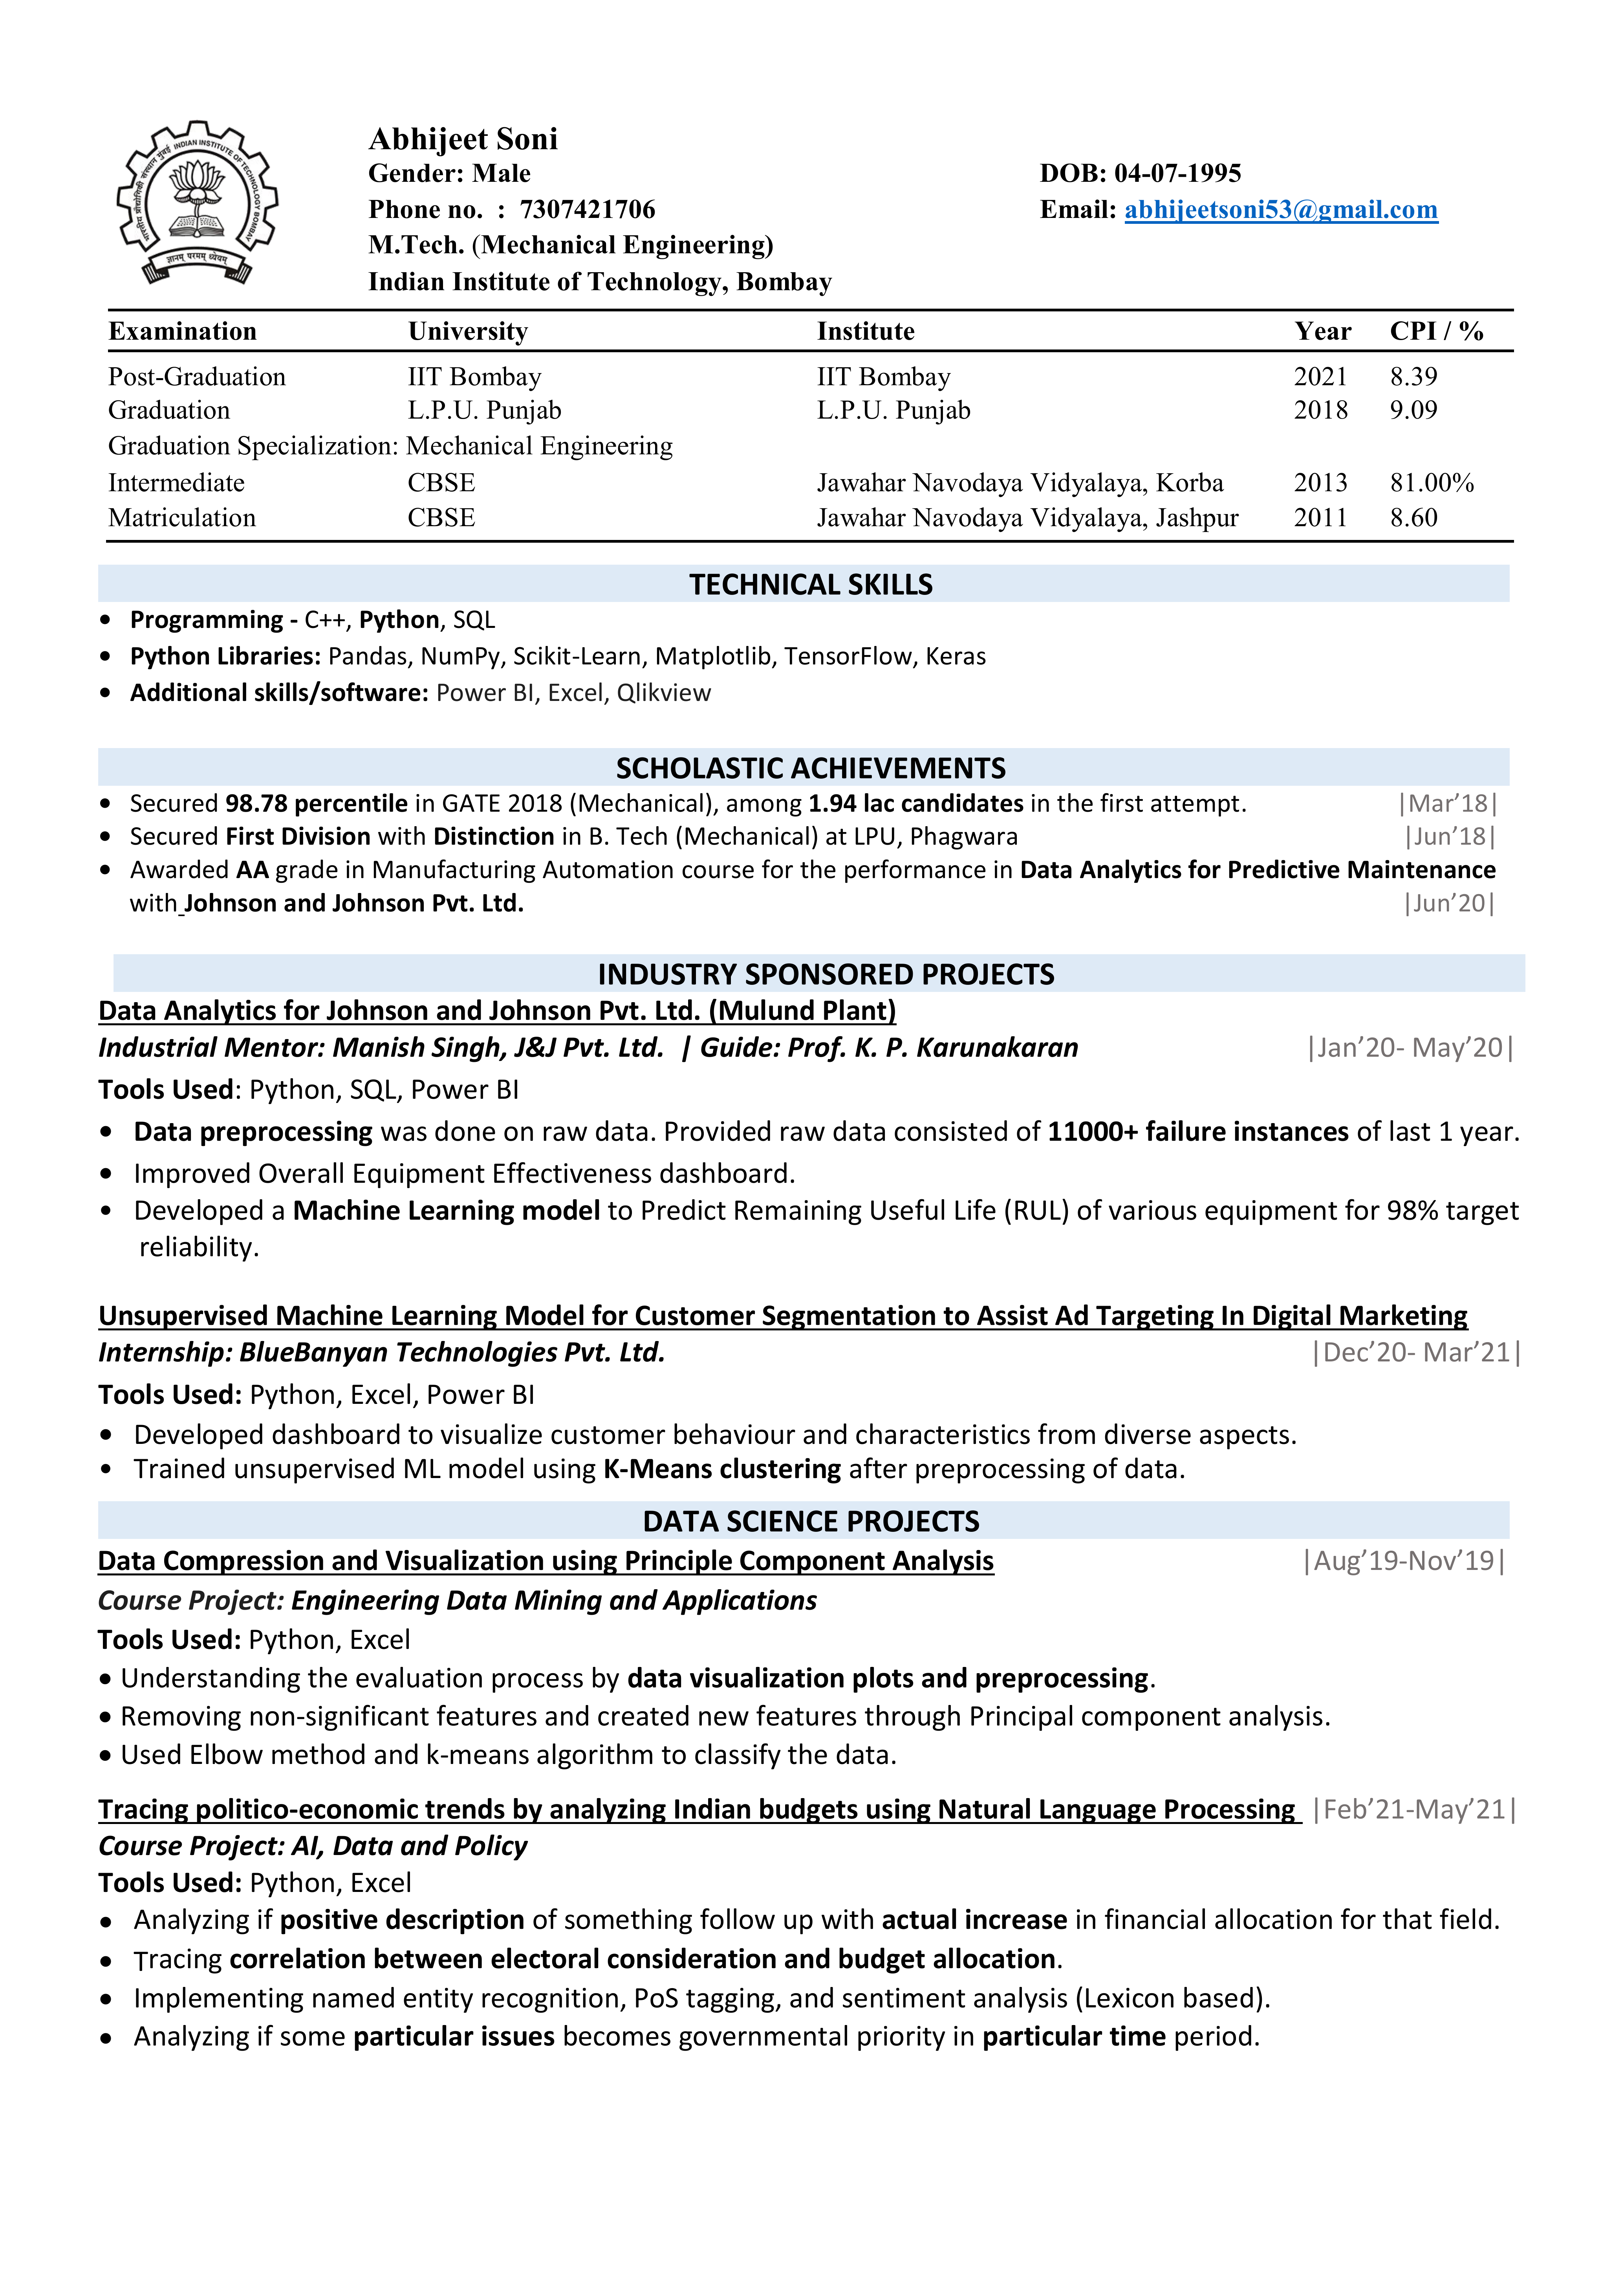 भारतीय प्रौद्योगिकी संस्थान मुंबई INDIAN INSTITUTE OF TECHNOLOGY BOMBAY
ज्ञानम् परमम् ध्येयम्
Abhijeet Soni
Gender: Male DOB: 04-07-1995
Phone no. : 7307421706 Email: abhijeetsoni53@gmail.com
M.Tech. (Mechanical Engineering)
Indian Institute of Technology, Bombay
Examination University Institute Year CPI / %
Post-Graduation IIT Bombay IIT Bombay 2021 8.39
Graduation L.P.U. Punjab L.P.U. Punjab 2018 9.09
Graduation Specialization: Mechanical Engineering
Intermediate CBSE Jawahar Navodaya Vidyalaya, Korba 2013 81.00%
Matriculation CBSE Jawahar Navodaya Vidyalaya, Jashpur 2011 8.60
TECHNICAL SKILLS
• Programming - C++, Python, SQL
• Python Libraries: Pandas, NumPy, Scikit-Learn, Matplotlib, TensorFlow, Keras
• Additional skills/software: Power BI, Excel, Qlikview
SCHOLASTIC ACHIEVEMENTS
• Secured 98.78 percentile in GATE 2018 (Mechanical), among 1.94 lac candidates in the first attempt. |Mar’18|
• Secured First Division with Distinction in B. Tech (Mechanical) at LPU, Phagwara |Jun’18|
• Awarded AA grade in Manufacturing Automation course for the performance in Data Analytics for Predictive Maintenance
with Johnson and Johnson Pvt. Ltd. |Jun’20|
INDUSTRY SPONSORED PROJECTS
Data Analytics for Johnson and Johnson Pvt. Ltd. (Mulund Plant)
Industrial Mentor: Manish Singh, J&J Pvt. Ltd. | Guide: Prof. K. P. Karunakaran |Jan’20- May’20|
Tools Used: Python, SQL, Power BI
• Data preprocessing was done on raw data. Provided raw data consisted of 11000+ failure instances of last 1 year.
• Improved Overall Equipment Effectiveness dashboard.
• Developed a Machine Learning model to Predict Remaining Useful Life (RUL) of various equipment for 98% target
reliability.
Unsupervised Machine Learning Model for Customer Segmentation to Assist Ad Targeting In Digital Marketing
Internship: BlueBanyan Technologies Pvt. Ltd. |Dec’20- Mar’21|
Tools Used: Python, Excel, Power BI
• Developed dashboard to visualize customer behaviour and characteristics from diverse aspects.
• Trained unsupervised ML model using K-Means clustering after preprocessing of data.
DATA SCIENCE PROJECTS
Data Compression and Visualization using Principle Component Analysis |Aug’19-Nov’19|
Course Project: Engineering Data Mining and Applications
Tools Used: Python, Excel
• Understanding the evaluation process by data visualization plots and preprocessing.
• Removing non-significant features and created new features through Principal component analysis.
• Used Elbow method and k-means algorithm to classify the data.
Tracing politico-economic trends by analyzing Indian budgets using Natural Language Processing |Feb’21-May’21|
Course Project: AI, Data and Policy
Tools Used: Python, Excel
• Analyzing if positive description of something follow up with actual increase in financial allocation for that field.
• Tracing correlation between electoral consideration and budget allocation.
• Implementing named entity recognition, PoS tagging, and sentiment analysis (Lexicon based).
• Analyzing if some particular issues becomes governmental priority in particular time period.